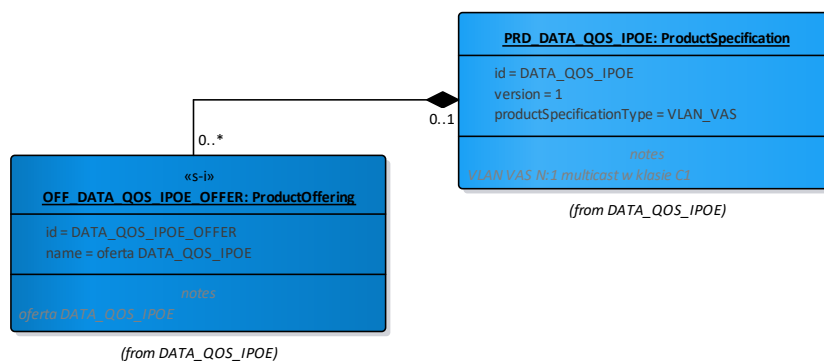 PRD_DATA_QOS_IPOE: ProductSpecification
id = DATA_QOS_IPOE
version = 1
productSpecificationType = VLAN_VAS
notes
VLAN VAS N:1 multicast w klasie C1
(from DATA_QOS_IPOE)
0..1
0..*
«s-i»
OFF_DATA_QOS_IPOE_OFFER: ProductOffering
id = DATA_QOS_IPOE_OFFER
name = oferta DATA_QOS_IPOE
notes
oferta DATA_QOS_IPOE
(from DATA_QOS_IPOE)